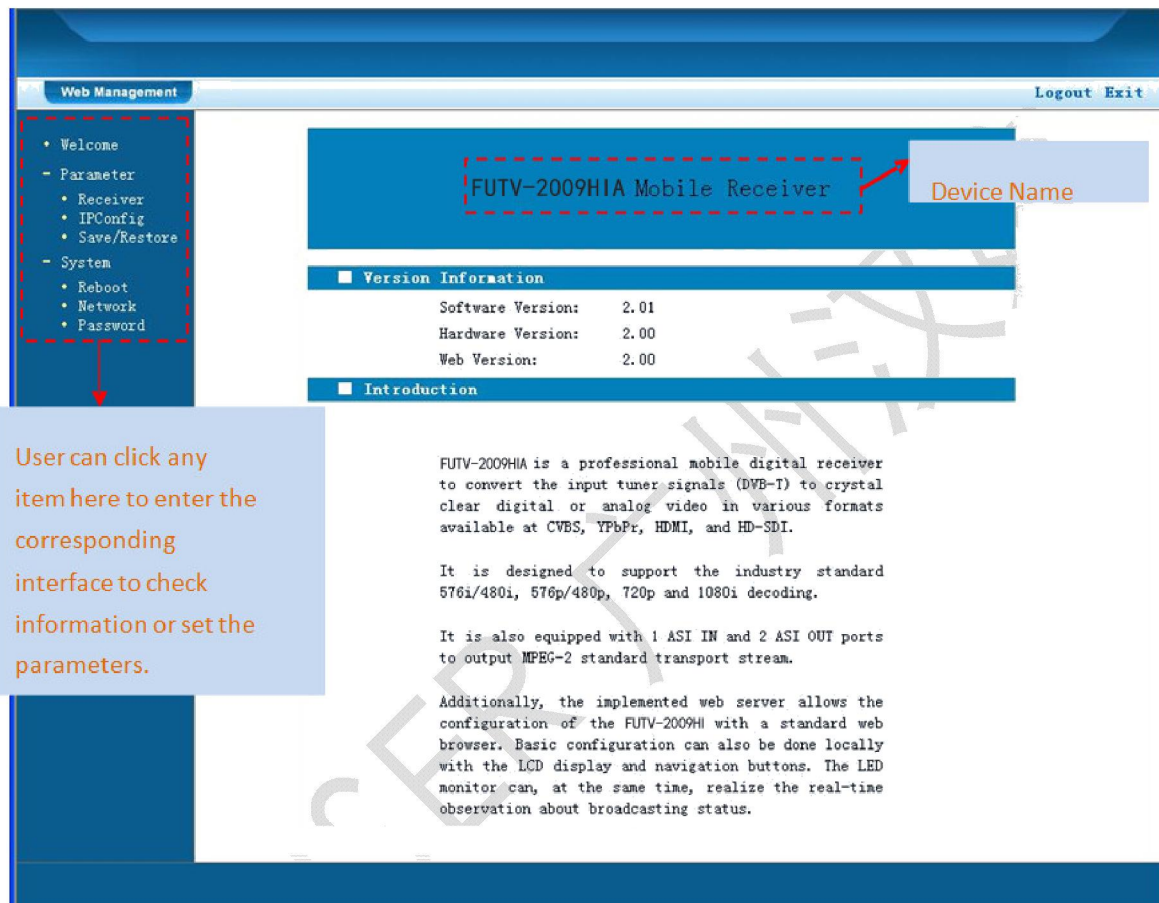 Web Management
Logout Exit
• Welcome
- Parameter
• Receiver
• IPConfig
• Save/Restore
- System
• Reboot
• Network
• Password
FUTV-2009HIA Mobile Receiver
Device Name
Version Information
Software Version: 2.01
Hardware Version: 2.00
Web Version: 2.00
Introduction
User can click any
item here to enter the
corresponding
interface to check
information or set the
parameters.
FUTV-2009HIA is a professional mobile digital receiver
to convert the input tuner signals (DVB-T) to crystal
clear digital or analog video in various formats
available at CVBS, YPbPr, HDMI, and HD-SDI.
It is designed to support the industry standard
576i/480i, 576p/480p, 720p and 1080i decoding.
It is also equipped with 1 ASI IN and 2 ASI OUT ports
to output MPEG-2 standard transport stream.
Additionally, the implemented web server allows the
configuration of the FUTV-2009HI with a standard web
browser. Basic configuration can also be done locally
with the LCD display and navigation buttons. The LED
monitor can, at the same time, realize the real-time
observation about broadcasting status.
SER 广州汉